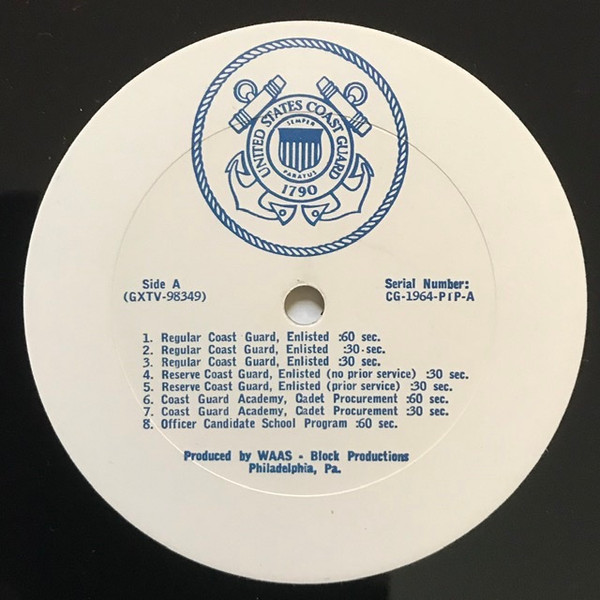 UNITED STATES COAST GUARD
SEMPER
PARATUS
1790
Side A
(GXTV-98349)
Serial Number:
CG-1964-PIP-A
1. Regular Coast Guard, Enlisted :60 sec.
2. Regular Coast Guard, Enlisted :30-sec.
3. Regular Coast Guard, Enlisted :30 sec.
4. Reserve Coast Guard, Enlisted (no prior service) :30 sec.
5. Reserve Coast Guard, Enlisted (prior service) :30 sec.
6. Coast Guard Academy, Cadet Procurement :60 sec.
7. Coast Guard Academy, Cadet Procurement :30 sec.
8. Officer Candidate School Program :60 sec.
Produced by WAAS - Block Productions
Philadelphia, Pa.